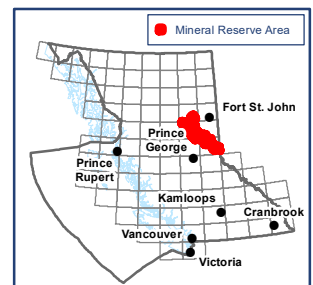 Mineral Reserve Area
Fort St. John
Prince
George
Prince
Rupert
Kamloops
Cranbrook
Vancouver
Victoria